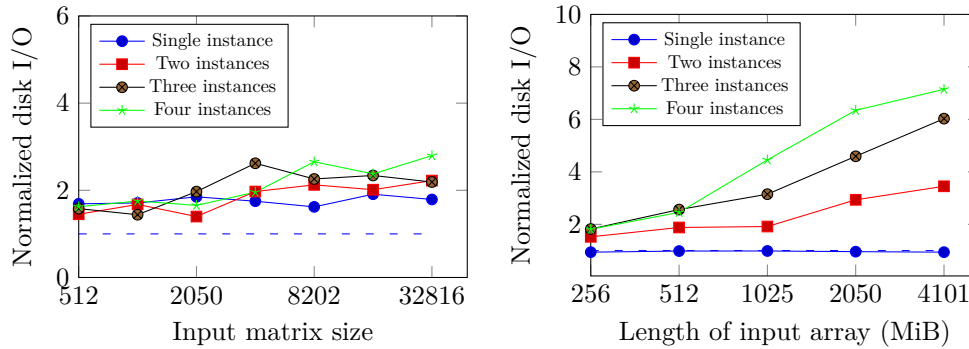 Normalized disk I/O
6
4
2
0
Single instance
Two instances
Three instances
Four instances
512
2050
8202
32816
Input matrix size
Normalized disk I/O
10
8
6
4
2
0
Single instance
Two instances
Three instances
Four instances
256
512
1025
2050
4101
Length of input array (MiB)